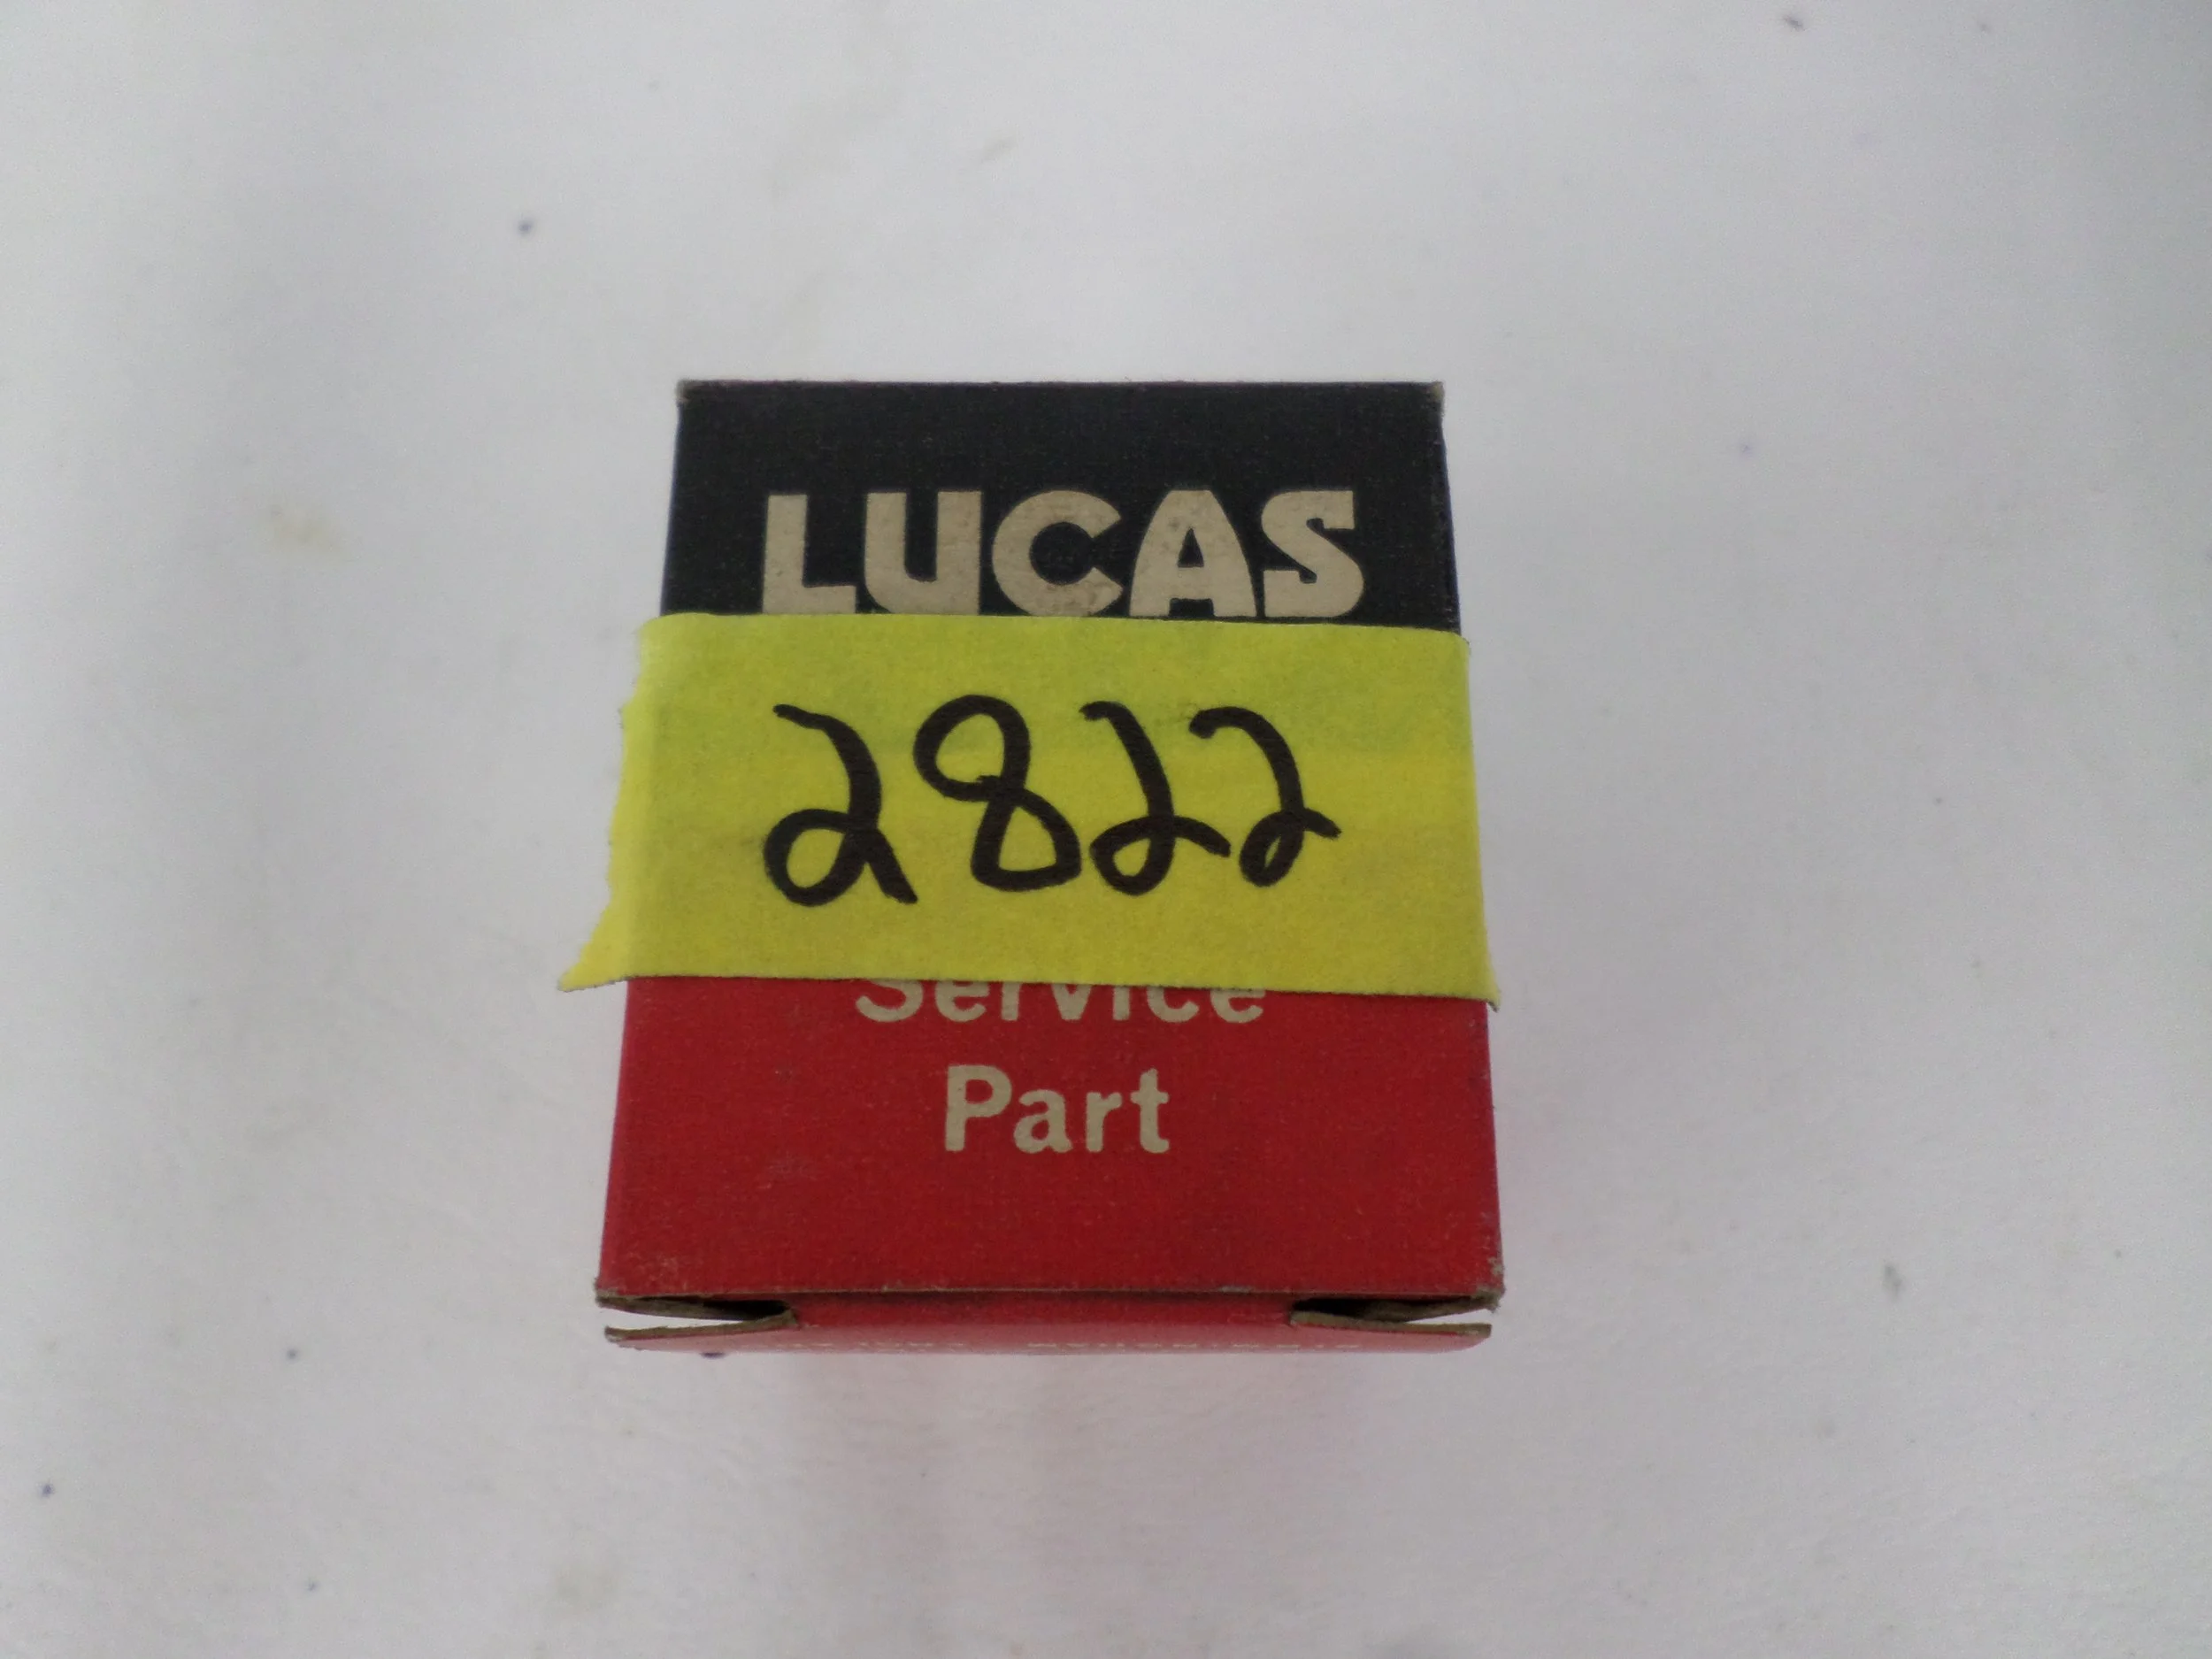 LUCAS
2822
Service
Part